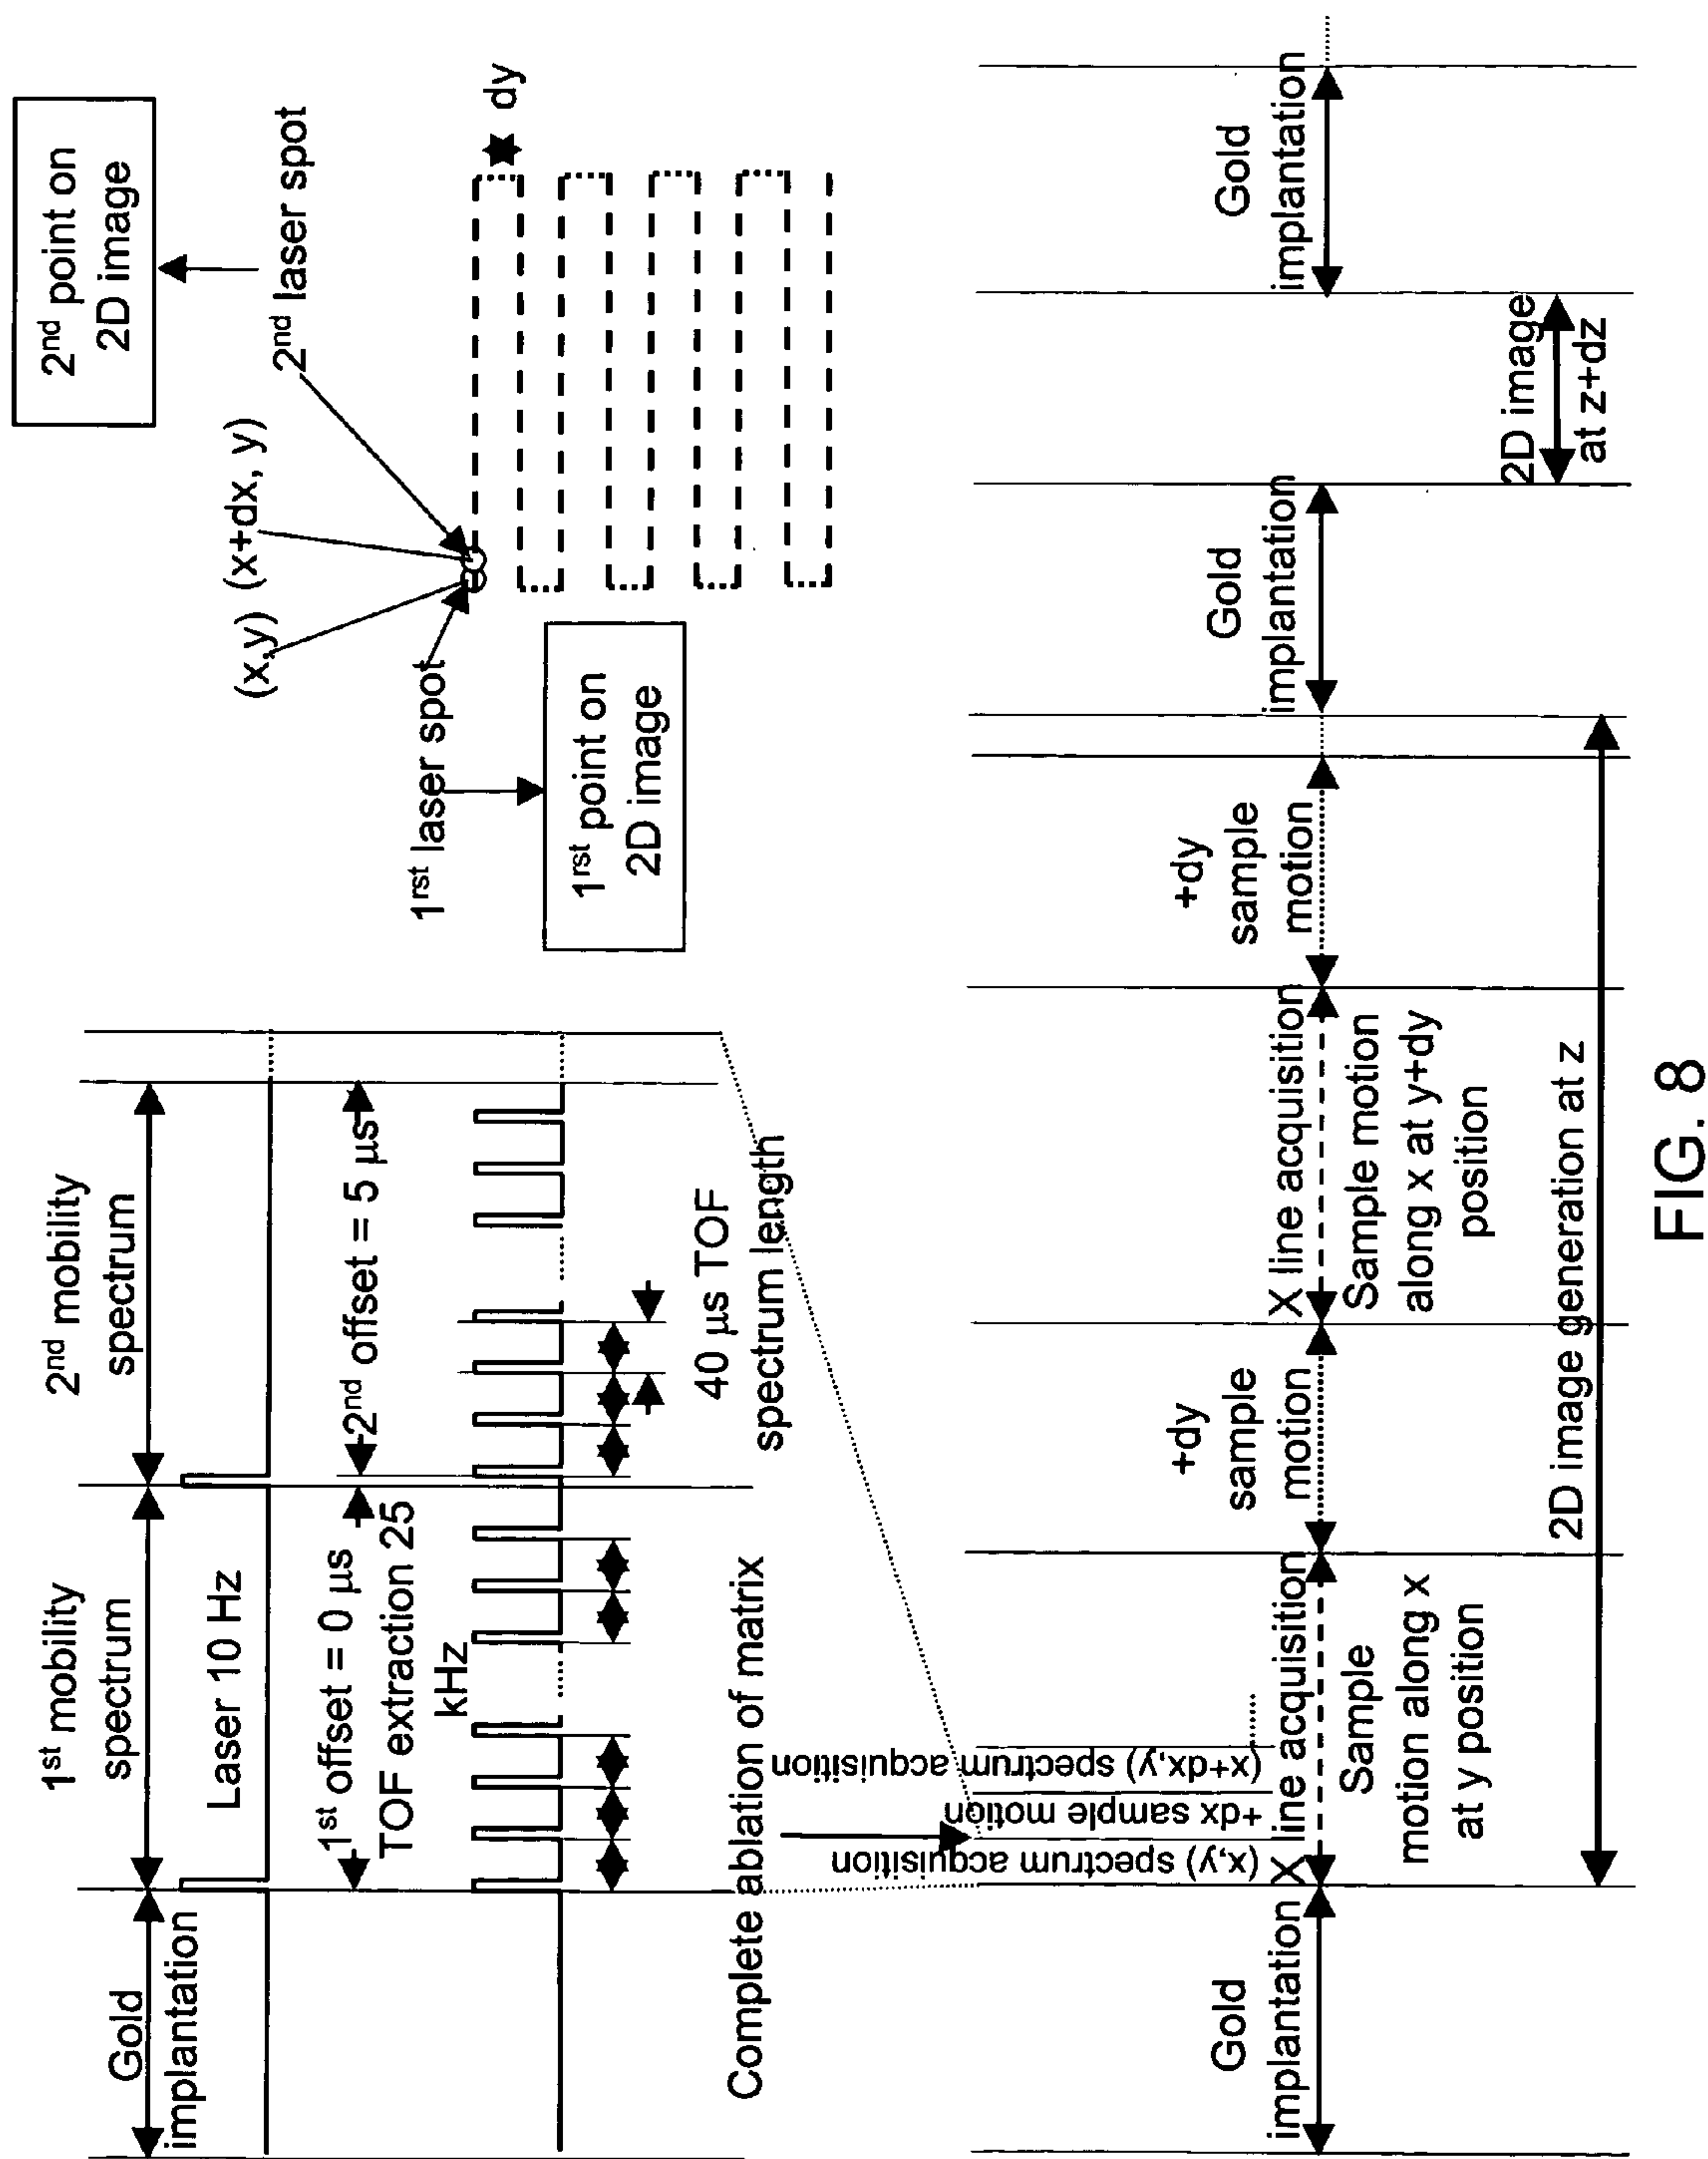 Gold
implantation
1st mobility
spectrum
2nd mobility
spectrum
Laser 10 Hz
1st offset = 0 µs
2nd offset = 5 µs
TOF extraction 25
kHz
40 µs TOF
spectrum length
Complete ablation of matrix
(x,y)
(x+dx, y)
1rst laser spot
2nd laser spot
1rst point on
2D image
2nd point on
2D image
dy
(x,y) spectrum acquisition
+dx sample motion
(x+dx,y) spectrum acquisition
Gold
implantation
X line acquisition
Sample
motion along x
at y position
+dy
sample
motion
X line acquisition
Sample motion
along x at y+dy
position
+dy
sample
motion
2D image generation at z
Gold
implantation
2D image
at z+dz
Gold
implantation
FIG. 8